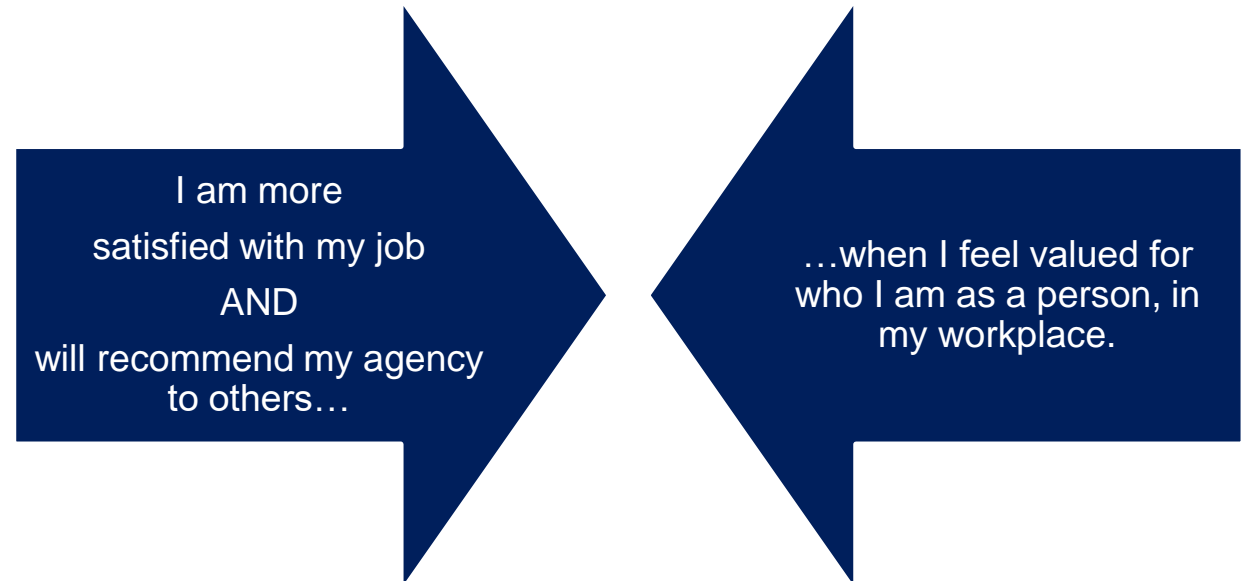 I am more
satisfied with my job
AND
will recommend my agency
to others…
…when I feel valued for
who I am as a person, in
my workplace.